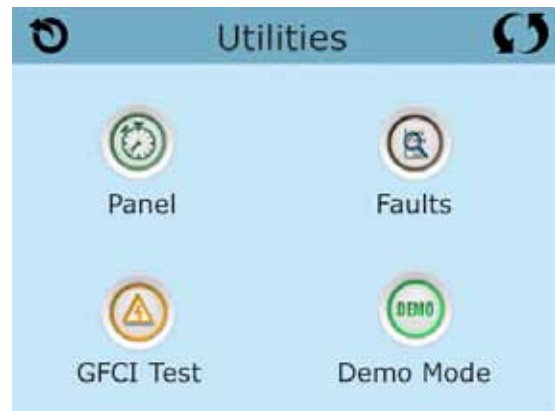 Utilities
Panel
Faults
DEMO
GFCI Test
Demo Mode